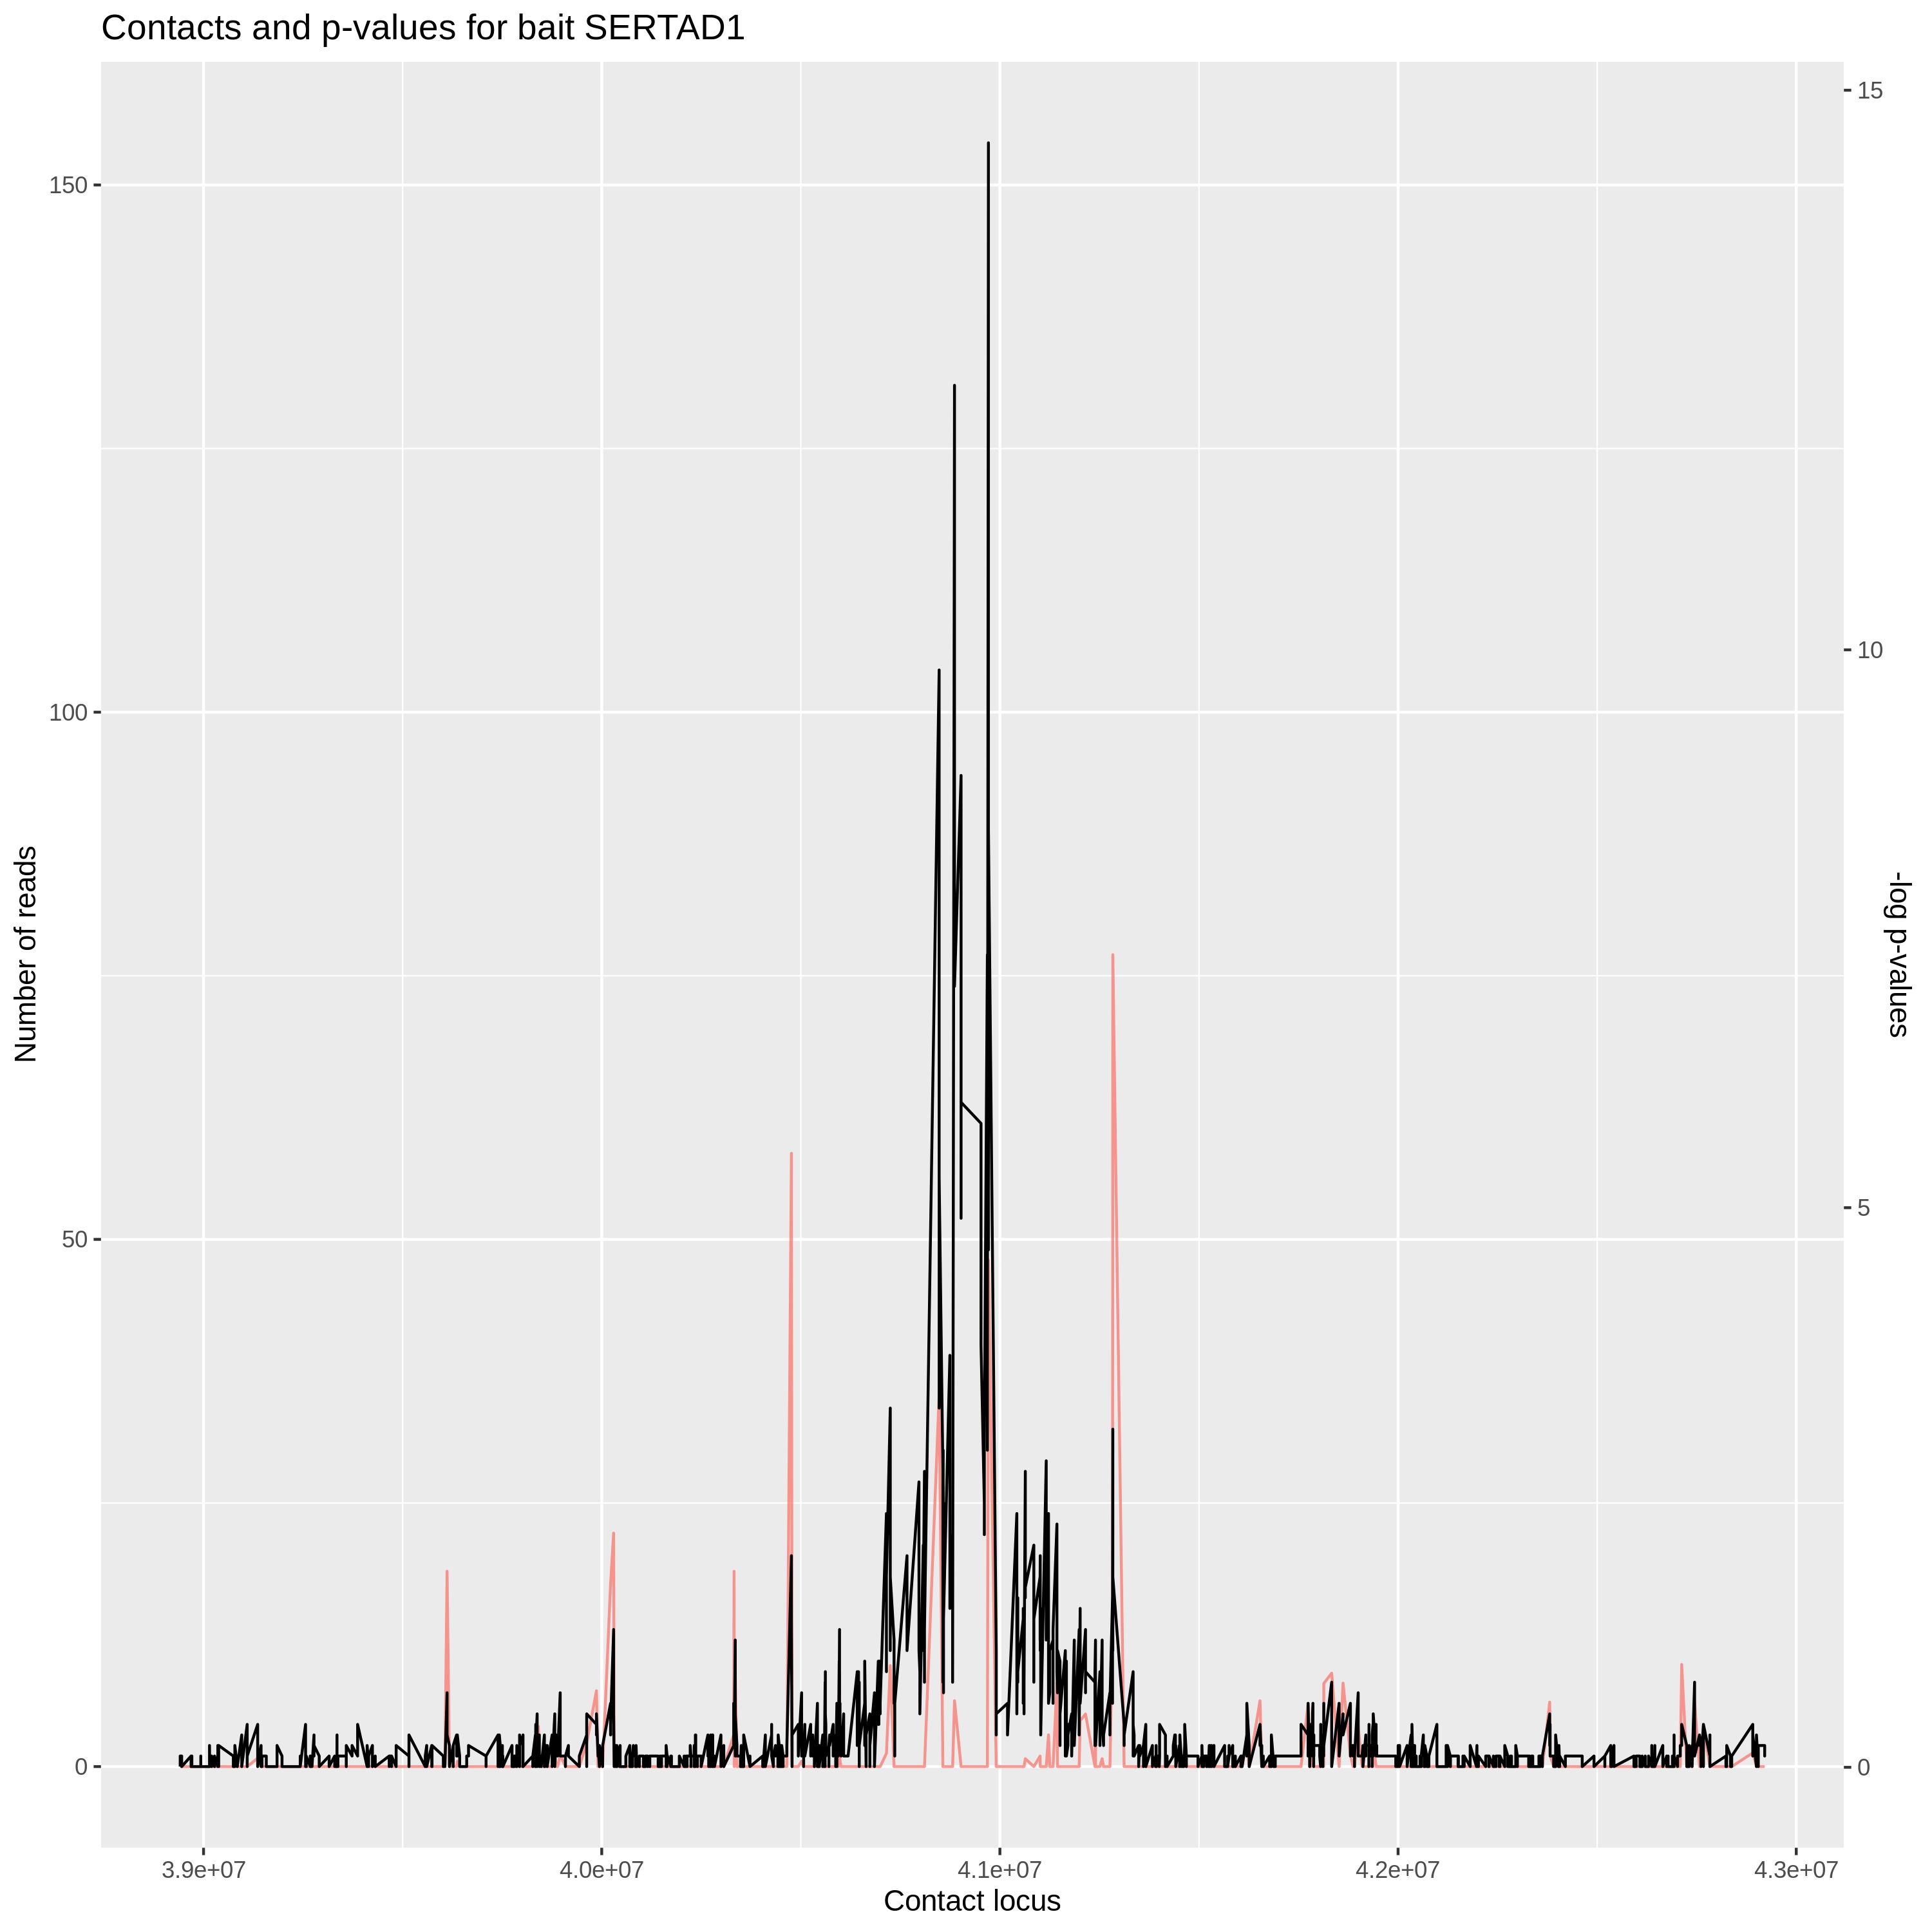 Contacts and p-values for bait SERTAD1
Number of reads
150
100
50
0
15
10
5
0
-log p-values
3.9e+07
4.0e+07
4.1e+07
4.2e+07
4.3e+07
Contact locus